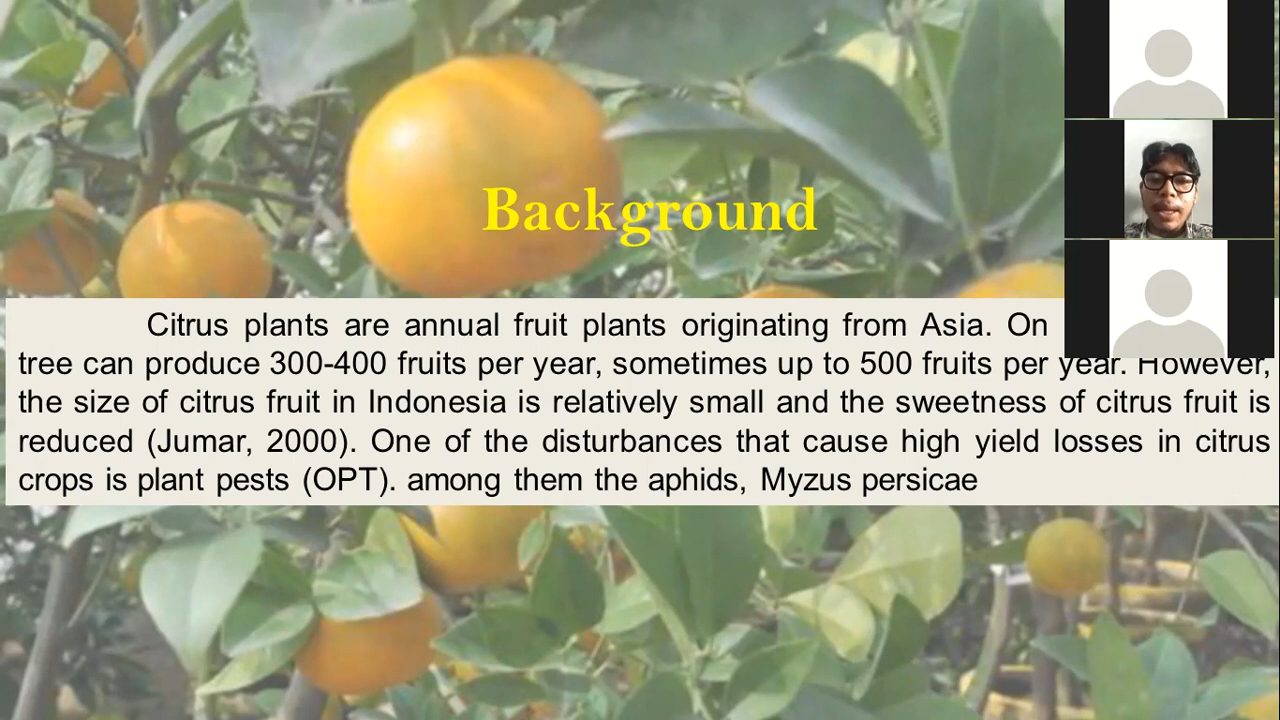 Background
Citrus plants are annual fruit plants originating from Asia. On
tree can produce 300-400 fruits per year, sometimes up to 500 fruits per year. However,
the size of citrus fruit in Indonesia is relatively small and the sweetness of citrus fruit is
reduced (Jumar, 2000). One of the disturbances that cause high yield losses in citrus
crops is plant pests (OPT). among them the aphids, Myzus persicae